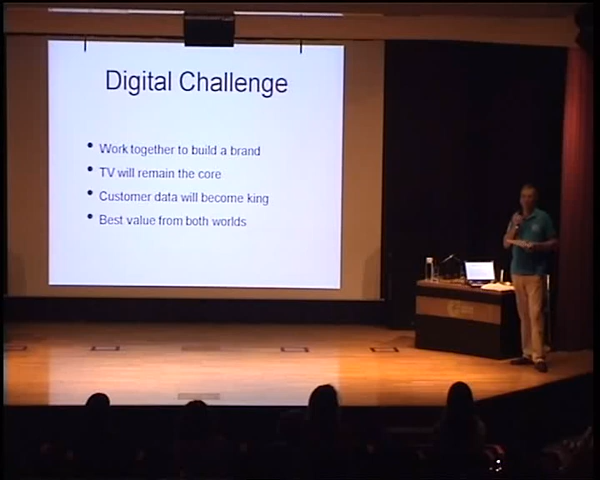 Digital Challenge
• Work together to build a brand
• TV will remain the core
• Customer data will become king
• Best value from both worlds